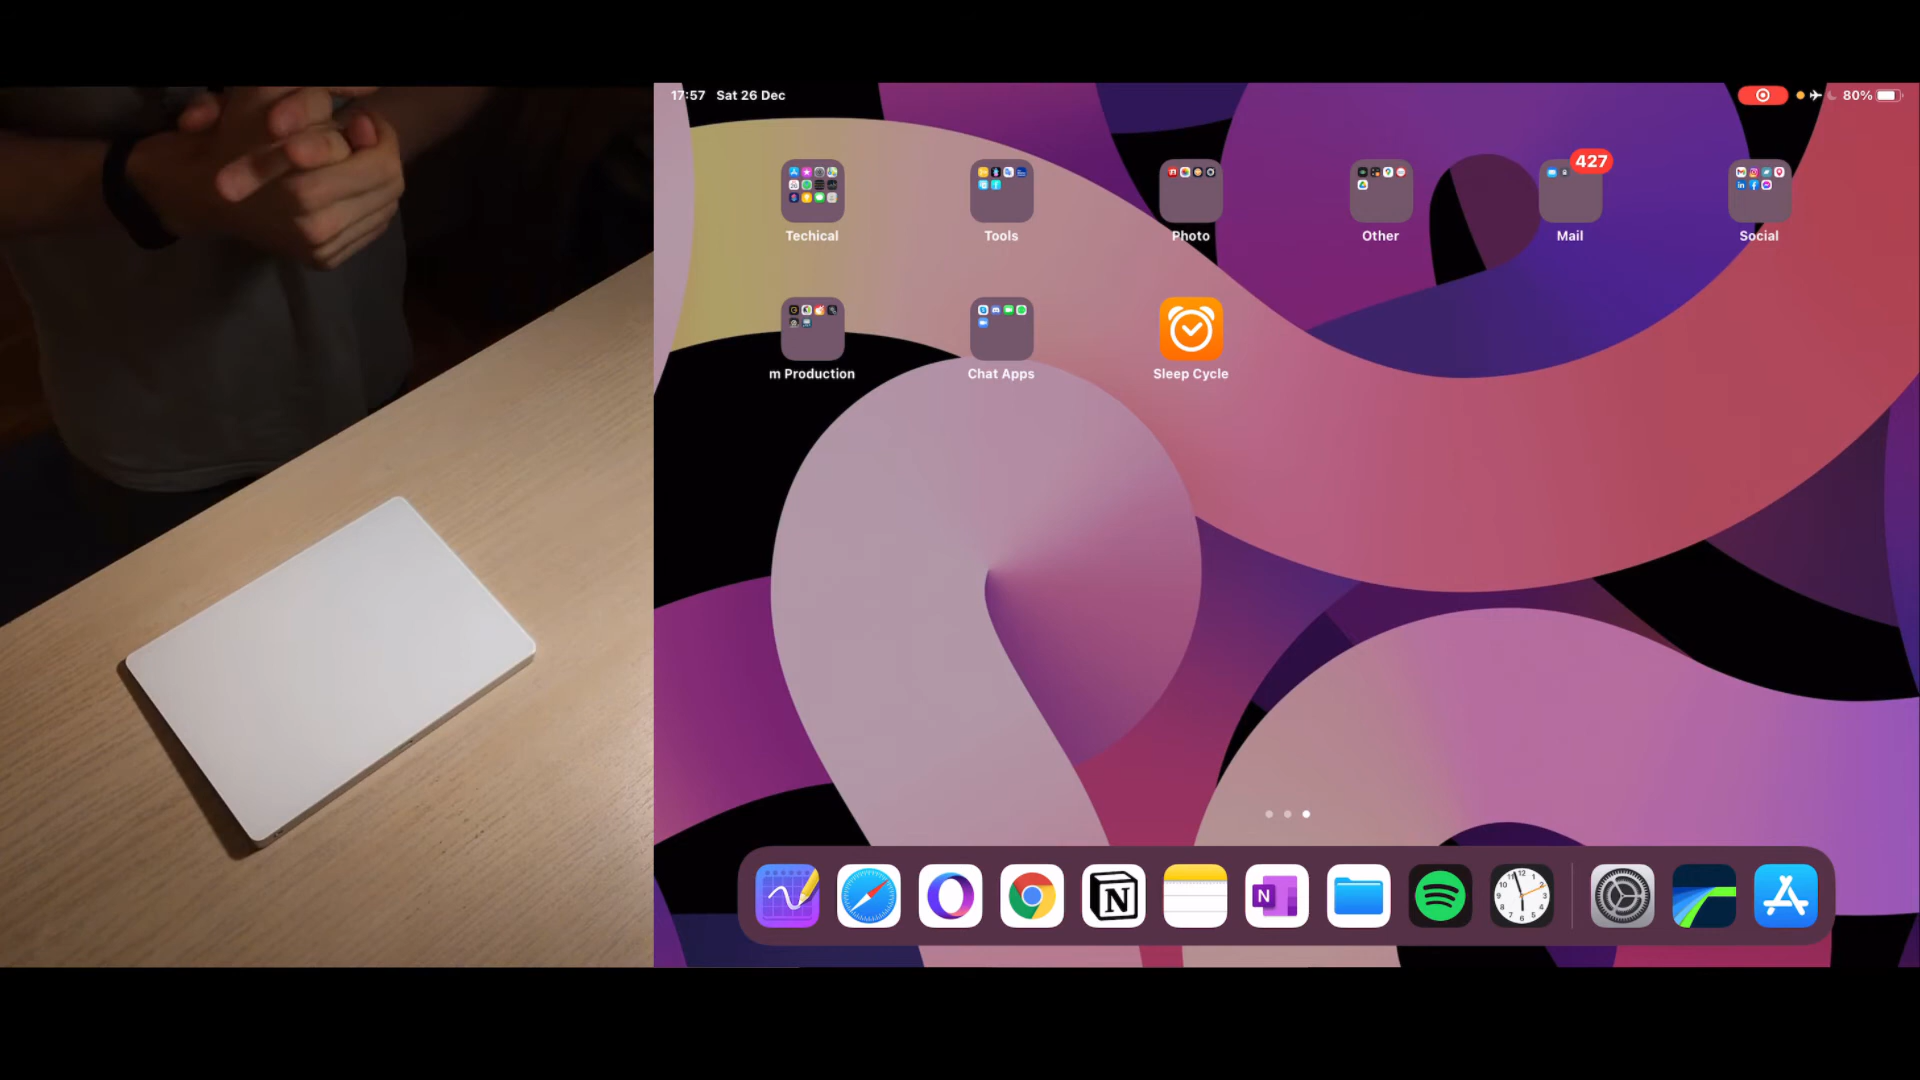 17:57 Sat 26 Dec
80%
427
Techical
Tools
Photo
Other
Mail
Social
m Production
Chat Apps
Sleep Cycle
N
N